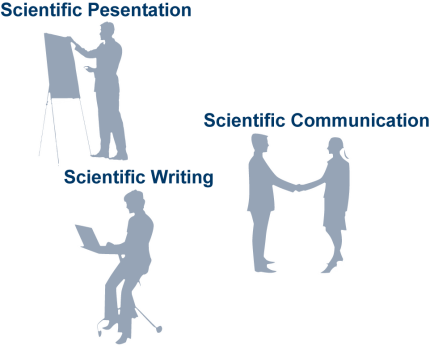 Scientific Pesentation
Scientific Communication
Scientific Writing